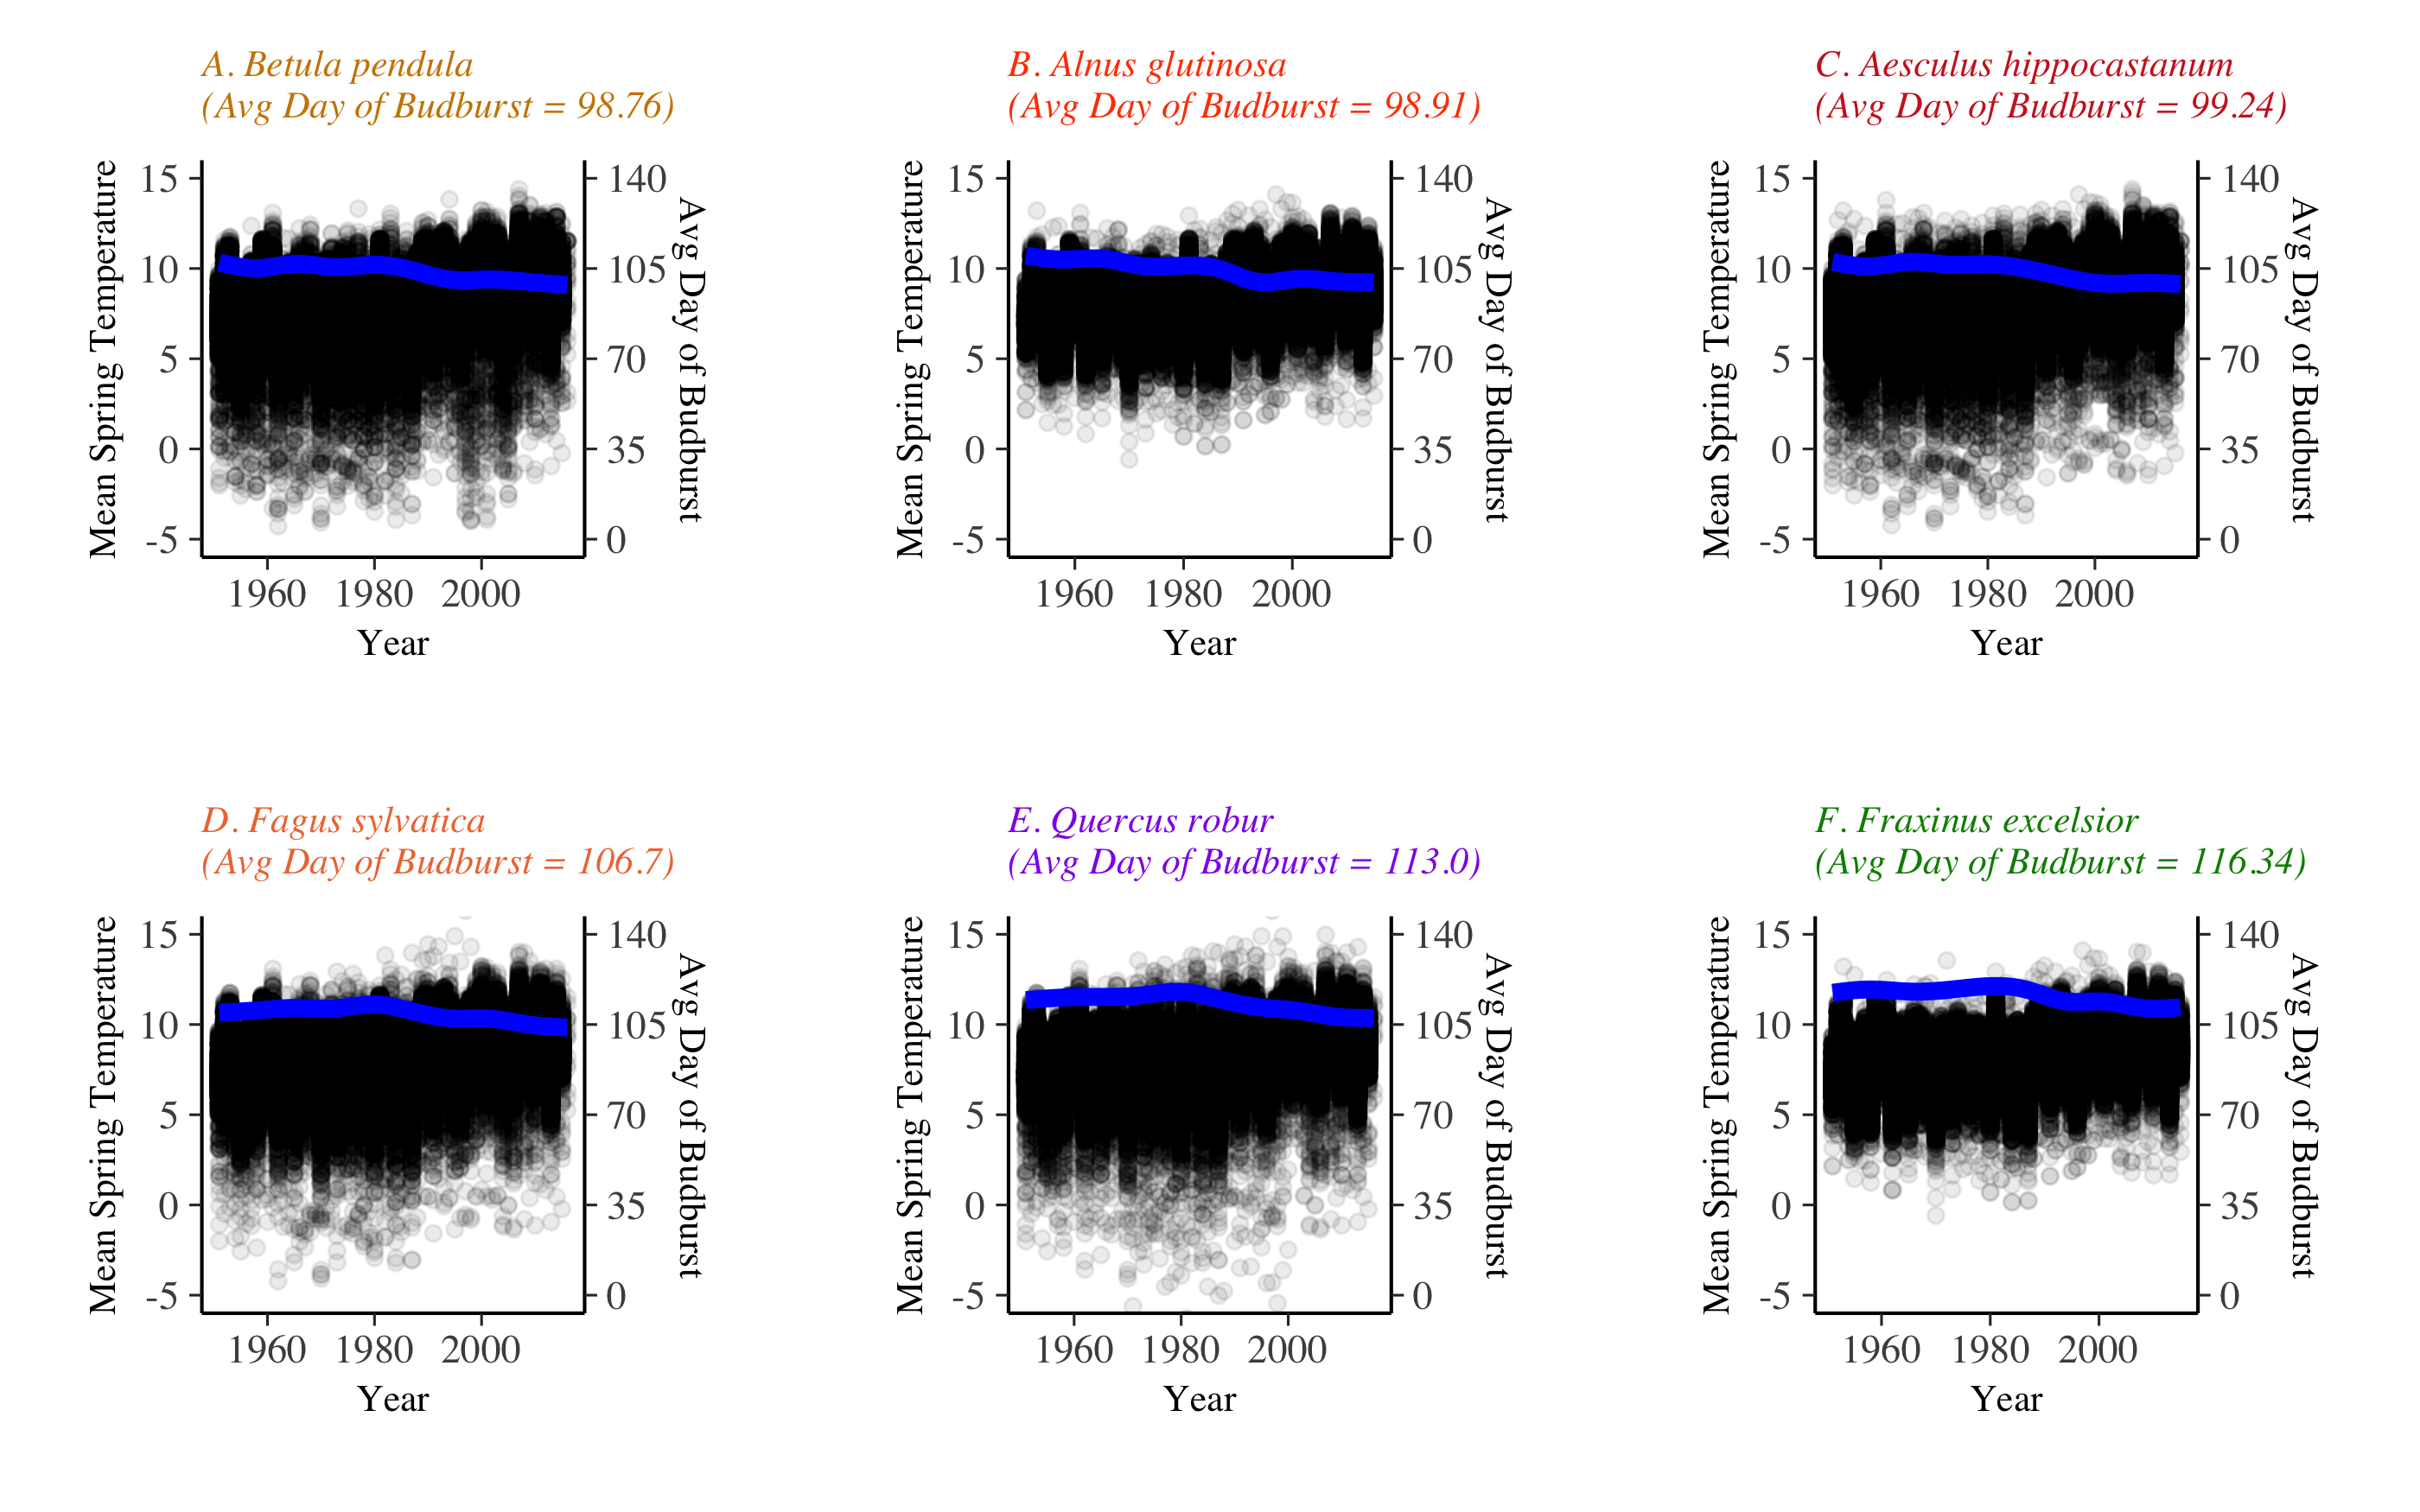 A. Betula pendula
(Avg Day of Budburst = 98.76)
Mean Spring Temperature
15
10
5
0
-5
140
105
70
35
0
Avg Day of Budburst
1960 1980 2000
Year
B. Alnus glutinosa
(Avg Day of Budburst = 98.91)
Mean Spring Temperature
15
10
5
0
-5
140
105
70
35
0
Avg Day of Budburst
1960 1980 2000
Year
C. Aesculus hippocastanum
(Avg Day of Budburst = 99.24)
Mean Spring Temperature
15
10
5
0
-5
140
105
70
35
0
Avg Day of Budburst
1960 1980 2000
Year
D. Fagus sylvatica
(Avg Day of Budburst = 106.7)
Mean Spring Temperature
15
10
5
0
-5
140
105
70
35
0
Avg Day of Budburst
1960 1980 2000
Year
E. Quercus robur
(Avg Day of Budburst = 113.0)
Mean Spring Temperature
15
10
5
0
-5
140
105
70
35
0
Avg Day of Budburst
1960 1980 2000
Year
F. Fraxinus excelsior
(Avg Day of Budburst = 116.34)
Mean Spring Temperature
15
10
5
0
-5
140
105
70
35
0
Avg Day of Budburst
1960 1980 2000
Year